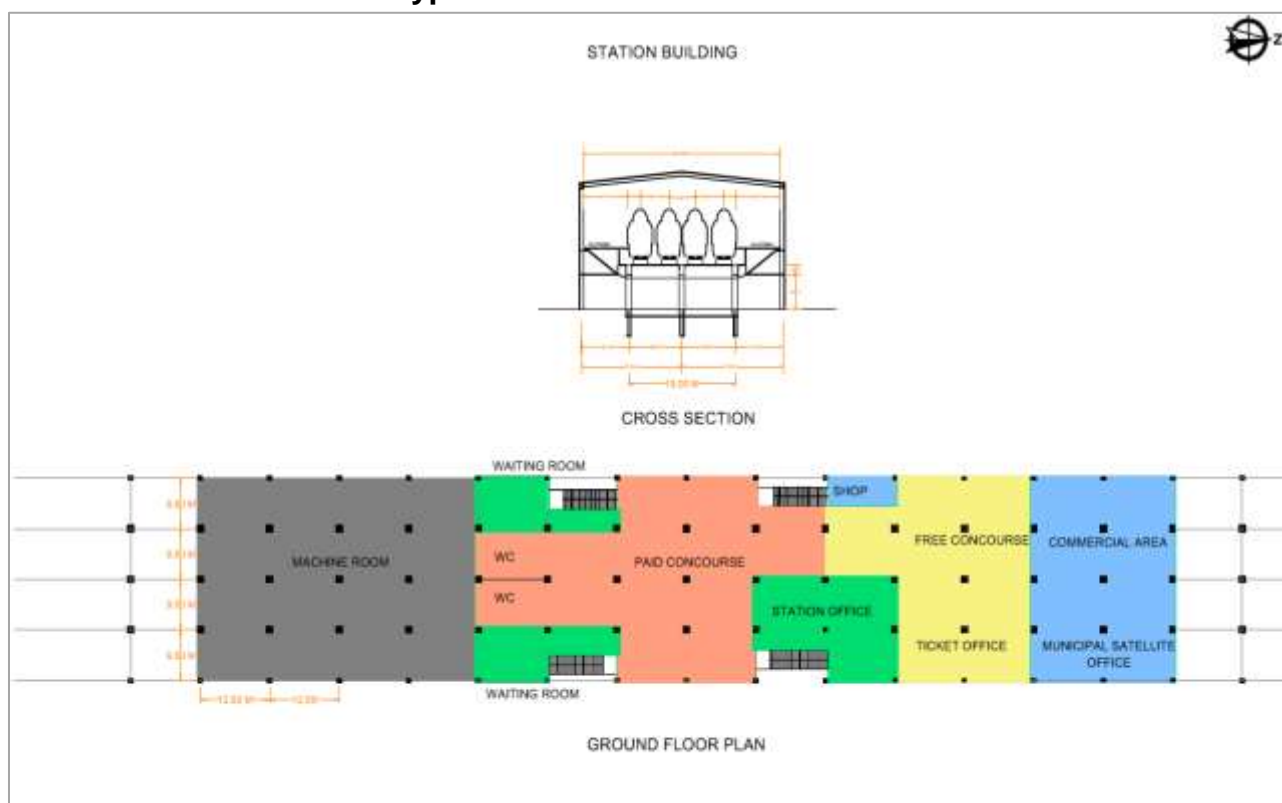 STATION BUILDING
CROSS SECTION
WAITING ROOM
SHOP
FREE CONCOURSE
COMMERCIAL AREA
MACHINE ROOM
WC
PAID CONCOURSE
WC
STATION OFFICE
TICKET OFFICE
MUNICIPAL SATELLITE
OFFICE
WAITING ROOM
GROUND FLOOR PLAN